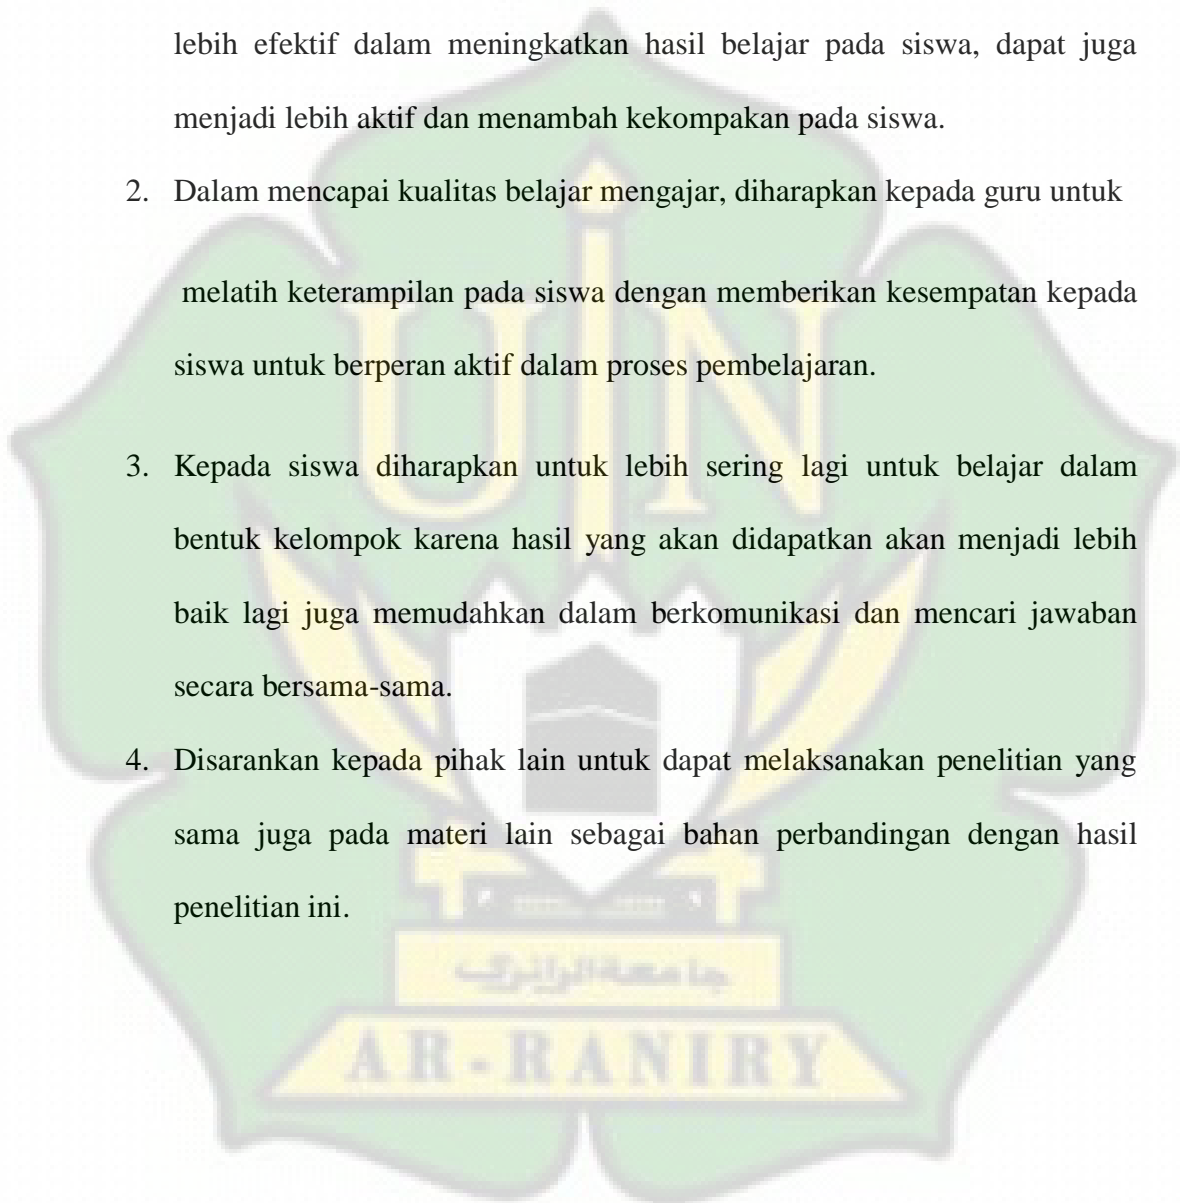 lebih efektif dalam meningkatkan hasil belajar pada siswa, dapat juga
menjadi lebih aktif dan menambah kekompakan pada siswa.
2. Dalam mencapai kualitas belajar mengajar, diharapkan kepada guru untuk
melatih keterampilan pada siswa dengan memberikan kesempatan kepada
siswa untuk berperan aktif dalam proses pembelajaran.
3. Kepada siswa diharapkan untuk lebih sering lagi untuk belajar dalam
bentuk kelompok karena hasil yang akan didapatkan akan menjadi lebih
baik lagi juga memudahkan dalam berkomunikasi dan mencari jawaban
secara bersama-sama.
4. Disarankan kepada pihak lain untuk dapat melaksanakan penelitian yang
sama juga pada materi lain sebagai bahan perbandingan dengan hasil
penelitian ini.
UIN
جامعة الرانري
AR-RANIRY